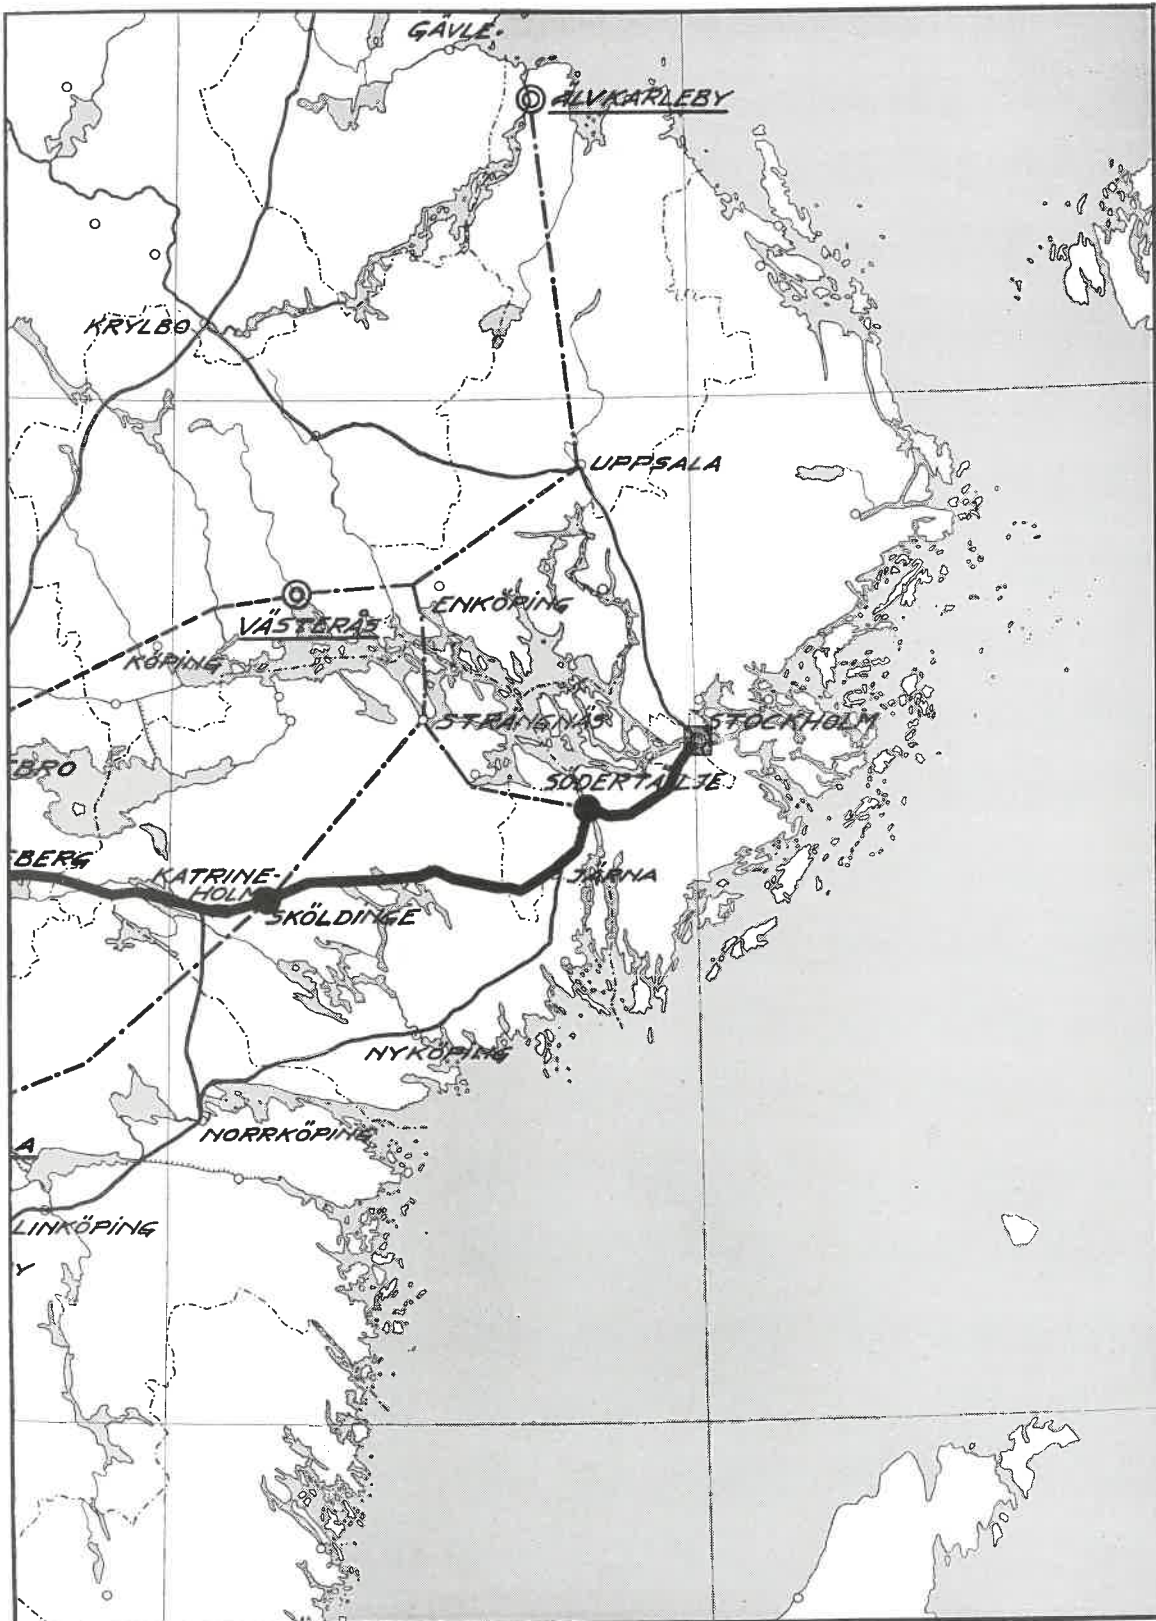 GÄVLE
ÄLVKARLEBY
KRYLBO
UPPSALA
ENKÖPING
VÄSTERÅS
KÖPING
STRÄNGNÄS
STOCKHOLM
EBRO
SÖDERTÄLJE
EBERG
KATRINE-
HOLM
JÄRNA
SKÖLDINGE
NYKÖPING
NORRKÖPING
A
LINKÖPING
Y